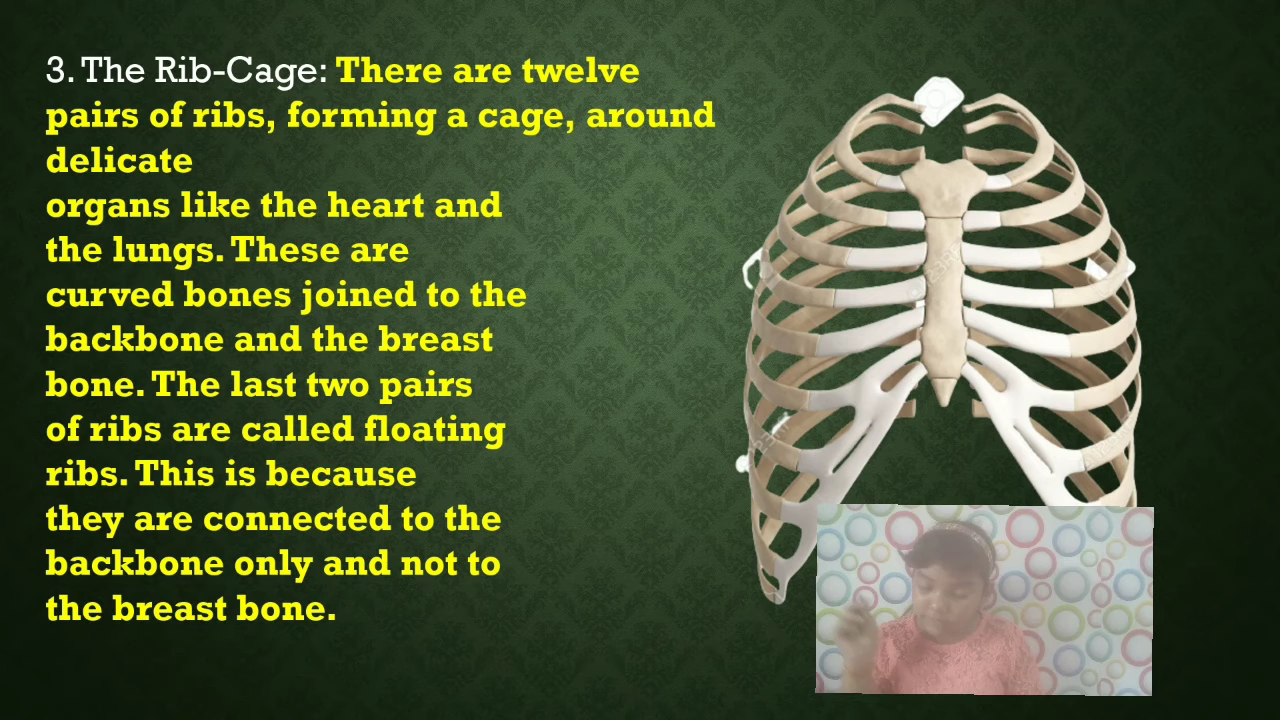 3. The Rib-Cage: There are twelve
pairs of ribs, forming a cage, around
delicate
organs like the heart and
the lungs. These are
curved bones joined to the
backbone and the breast
bone. The last two pairs
of ribs are called floating
ribs. This is because
they are connected to the
backbone only and not to
the breast bone.